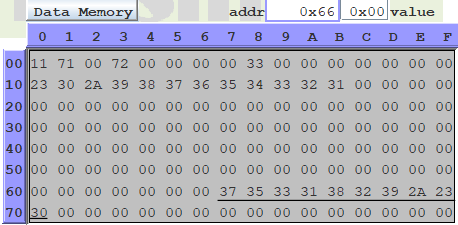 Data Memory addr 0x66 0x00 value
0 1 2 3 4 5 6 7 8 9 A B C D E F
00 11 71 00 72 00 00 00 00 33 00 00 00 00 00 00 00
10 23 30 2A 39 38 37 36 35 34 33 32 31 00 00 00 00
20 00 00 00 00 00 00 00 00 00 00 00 00 00 00 00 00
30 00 00 00 00 00 00 00 00 00 00 00 00 00 00 00 00
40 00 00 00 00 00 00 00 00 00 00 00 00 00 00 00 00
50 00 00 00 00 00 00 00 00 00 00 00 00 00 00 00 00
60 00 00 00 00 00 00 00 37 35 33 31 38 32 39 2A 23
70 30 00 00 00 00 00 00 00 00 00 00 00 00 00 00 00